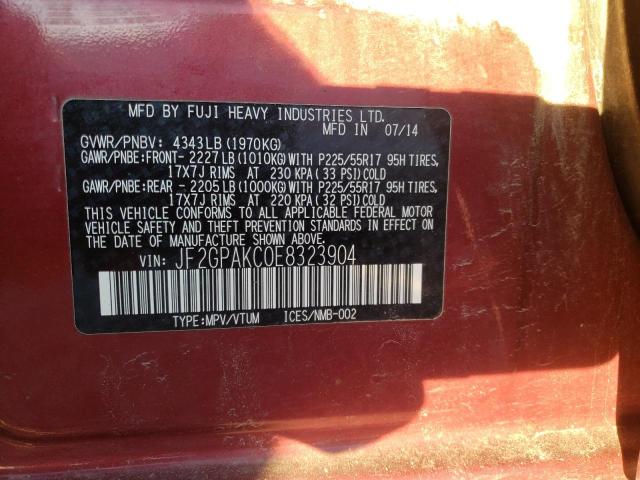 MFD BY FUJI HEAVY INDUSTRIES LTD.
MFD IN 07/14
GVWR/PNBV: 4343LB (1970KG)
GAWR/PNBE:FRONT- 2227LB (1010KG)WITH P225/55R17 95H TIRES,
17X7J RIMS AT 230 KPA (33 PSI)COLD
GAWR/PNBE:REAR - 2205LB (1000KG)WITH P225/55R17 95H TIRES,
17X7J RIMS AT 220 KPA (32 PSI)COLD
THIS VEHICLE CONFORMS TO ALL APPLICABLE FEDERAL MOTOR
VEHICLE SAFETY AND THEFT PREVENTION STANDARDS IN EFFECT
ON THE DATE OF MANUFACTURE SHOWN ABOVE.
VIN: JF2GPAKC0E8323904
TYPE:MPV/VTUM ICES/NMB-002